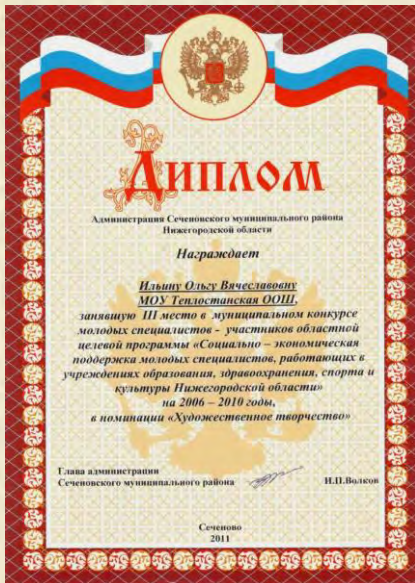 Диплом
Администрация Сеченовского муниципального района
Нижегородской области
Награждает
Ильину Ольгу Вячеславовну
МОУ Теплостанская ООШ,
занявшую III место в муниципальном конкурсе
молодых специалистов - участников областной
целевой программы «Социально – экономическая
поддержка молодых специалистов, работающих в
учреждениях образования, здравоохранения, спорта и
культуры Нижегородской области»
на 2006 – 2010 годы,
в номинации «Художественное творчество»
Глава администрации
Сеченовского муниципального района И.П.Волков
Сеченово
2011